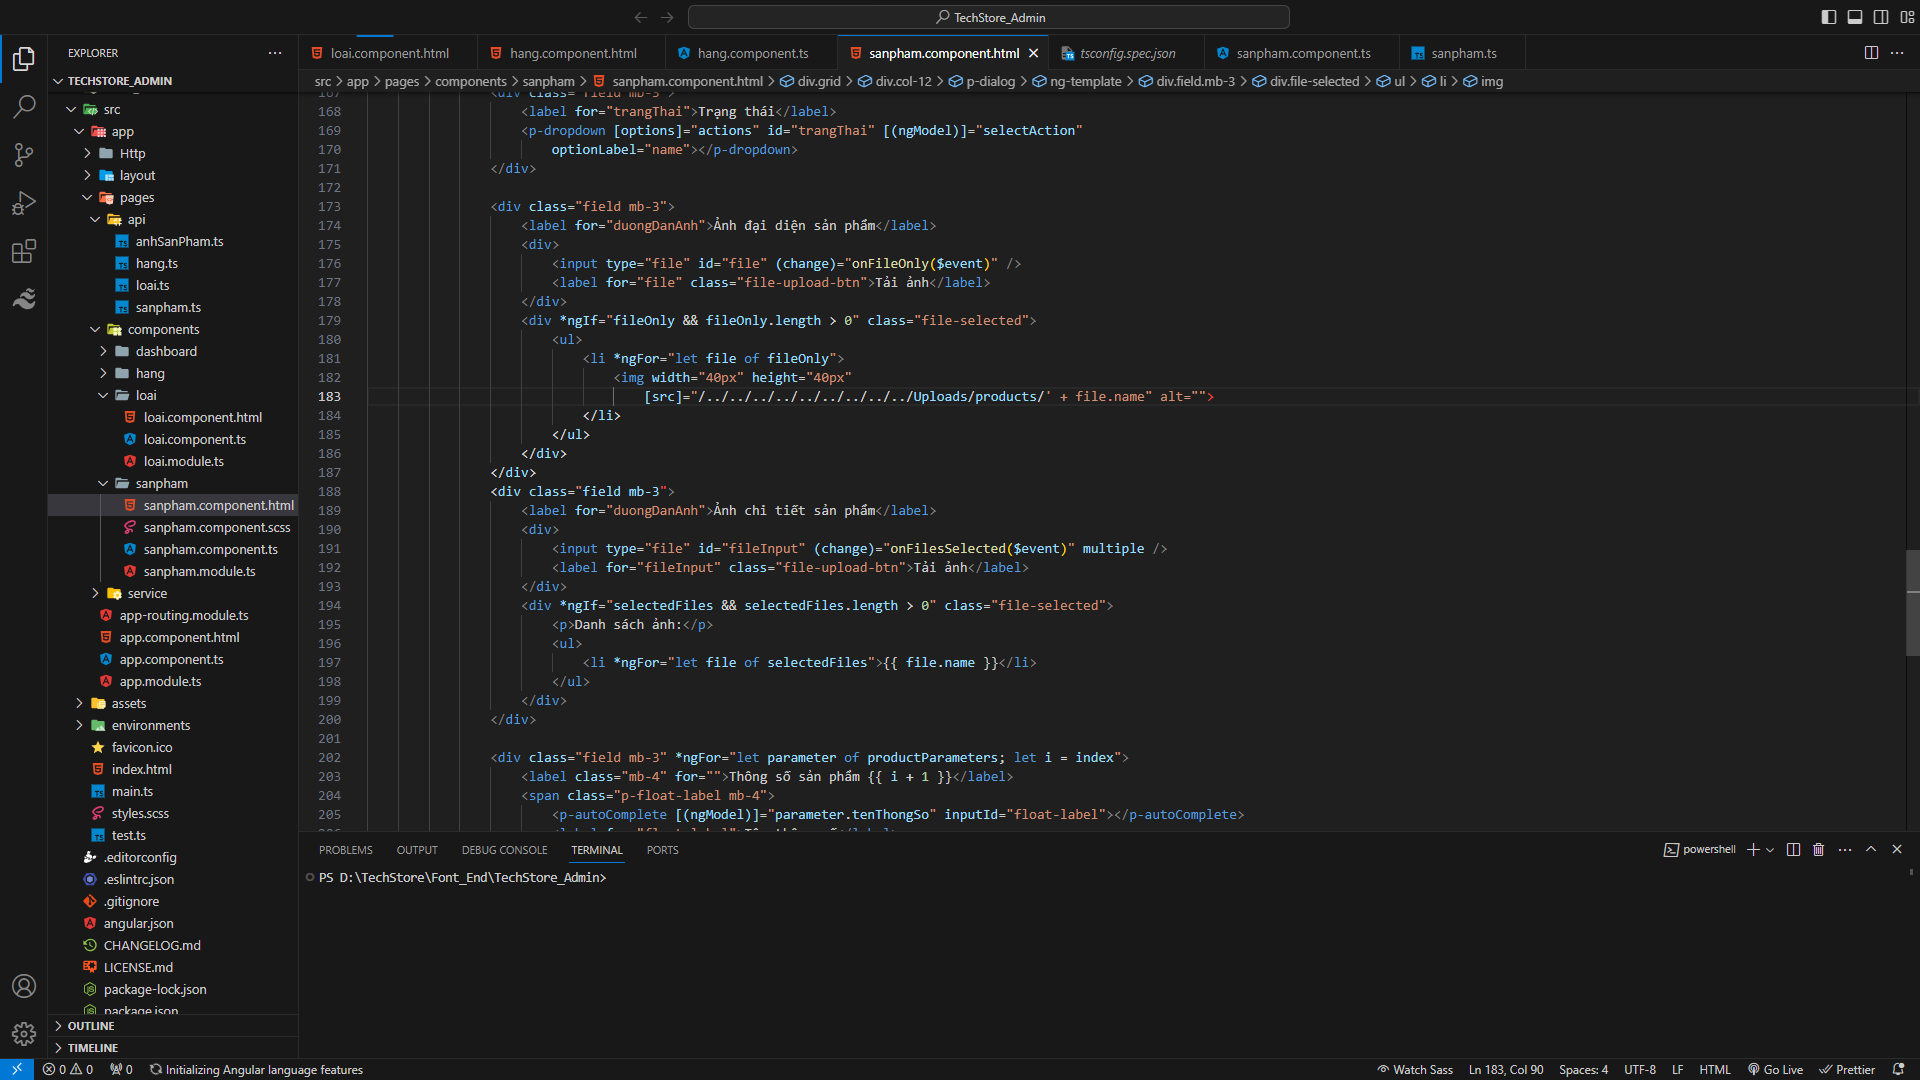 TechStore_Admin
EXPLORER
loai.component.html
hang.component.html
hang.component.ts
sanpham.component.html
tsconfig.spec.json
sanpham.component.ts
sanpham.ts
src > app > pages > components > sanpham > sanpham.component.html > div.grid > div.col-12 > p-dialog > ng-template > div.field.mb-3 > div.file-selected > ul > li > img
TECHSTORE_ADMIN
src
app
Http
layout
pages
api
anhSanPham.ts
hang.ts
loai.ts
sanpham.ts
components
dashboard
hang
loai
loai.component.html
loai.component.ts
loai.module.ts
sanpham
sanpham.component.html
sanpham.component.scss
sanpham.component.ts
sanpham.module.ts
service
app-routing.module.ts
app.component.html
app.component.ts
app.module.ts
assets
environments
favicon.ico
index.html
main.ts
styles.scss
test.ts
.editorconfig
.eslintrc.json
.gitignore
angular.json
CHANGELOG.md
LICENSE.md
package-lock.json
package.json
OUTLINE
TIMELINE
167 <div class="field mb-3">
168 <label for="trangThai">Trạng thái</label>
169 <p-dropdown [options]="actions" id="trangThai" [(ngModel)]="selectAction"
170 optionLabel="name"></p-dropdown>
171 </div>
172
173 <div class="field mb-3">
174 <label for="duongDanAnh">Ảnh đại diện sản phẩm</label>
175 <div>
176 <input type="file" id="file" (change)="onFileOnly($event)" />
177 <label for="file" class="file-upload-btn">Tải ảnh</label>
178 </div>
179 <div *ngIf="fileOnly && fileOnly.length > 0" class="file-selected">
180 <ul>
181 <li *ngFor="let file of fileOnly">
182 <img width="40px" height="40px"
183 [src]="/../../../../../../../../../Uploads/products/' + file.name" alt="">
184 </li>
185 </ul>
186 </div>
187 </div>
188 <div class="field mb-3">
189 <label for="duongDanAnh">Ảnh chi tiết sản phẩm</label>
190 <div>
191 <input type="file" id="fileInput" (change)="onFilesSelected($event)" multiple />
192 <label for="fileInput" class="file-upload-btn">Tải ảnh</label>
193 </div>
194 <div *ngIf="selectedFiles && selectedFiles.length > 0" class="file-selected">
195 <p>Danh sách ảnh:</p>
196 <ul>
197 <li *ngFor="let file of selectedFiles">{{ file.name }}</li>
198 </ul>
199 </div>
200 </div>
201
202 <div class="field mb-3" *ngFor="let parameter of productParameters; let i = index">
203 <label class="mb-4" for="">Thông số sản phẩm {{ i + 1 }}</label>
204 <span class="p-float-label mb-4">
205 <p-autoComplete [(ngModel)]="parameter.tenThongSo" inputId="float-label"></p-autoComplete>
PROBLEMS OUTPUT DEBUG CONSOLE TERMINAL PORTS
powershell
PS D:\TechStore\Font_End\TechStore_Admin>
0 0 0 Initializing Angular language features
Watch Sass Ln 183, Col 90 Spaces: 4 UTF-8 LF HTML Go Live Prettier